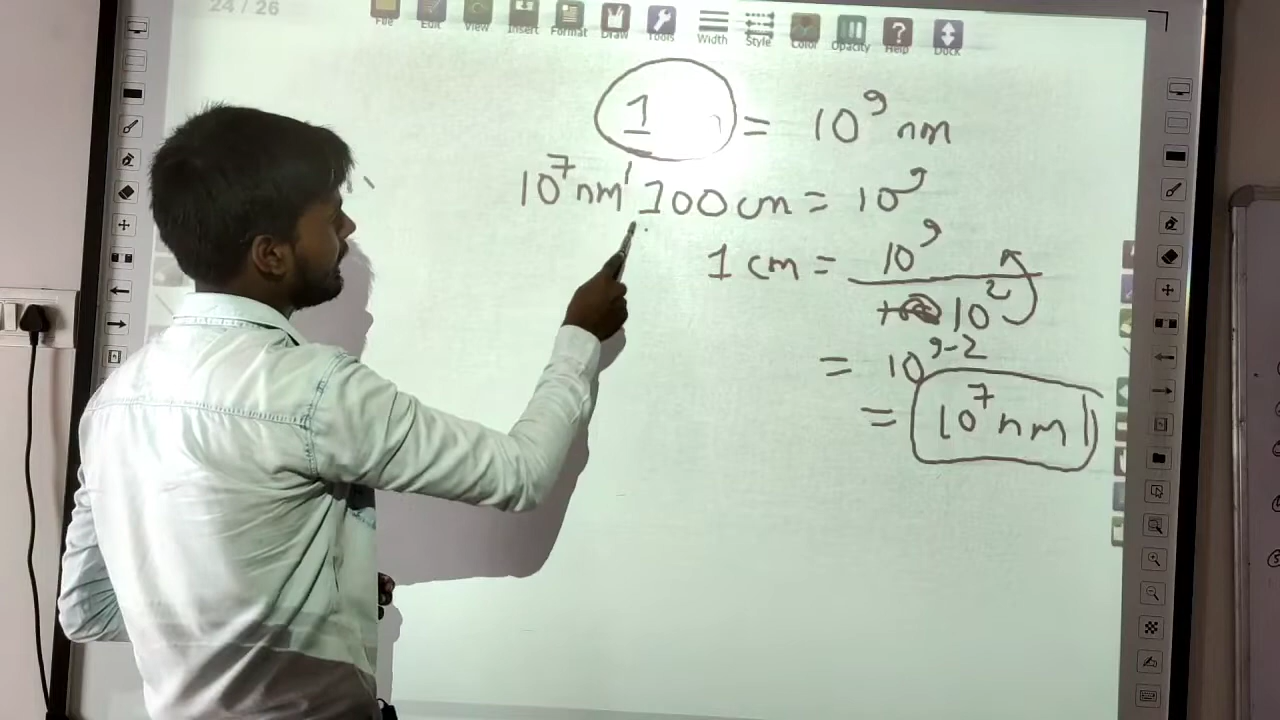 24 / 26
File Edit View Insert Format Draw Tools Width Style Color Opacity Help Dock
1 = 10⁹ nm
10⁷ nm 100 cm = 10⁹
1 cm = 10⁹
10²
= 10⁹⁻²
= 10⁷ nm